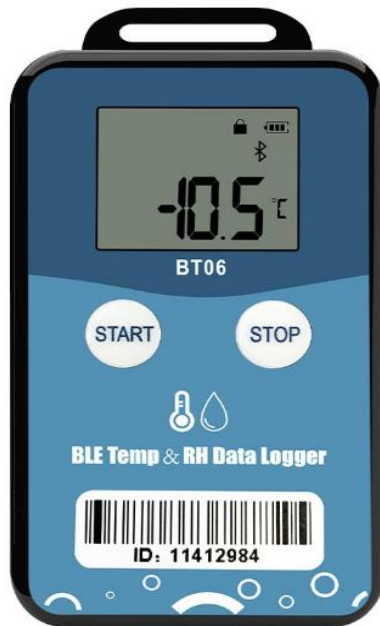 -10.5°C
BT06
START
STOP
BLE Temp & RH Data Logger
ID: 11412984